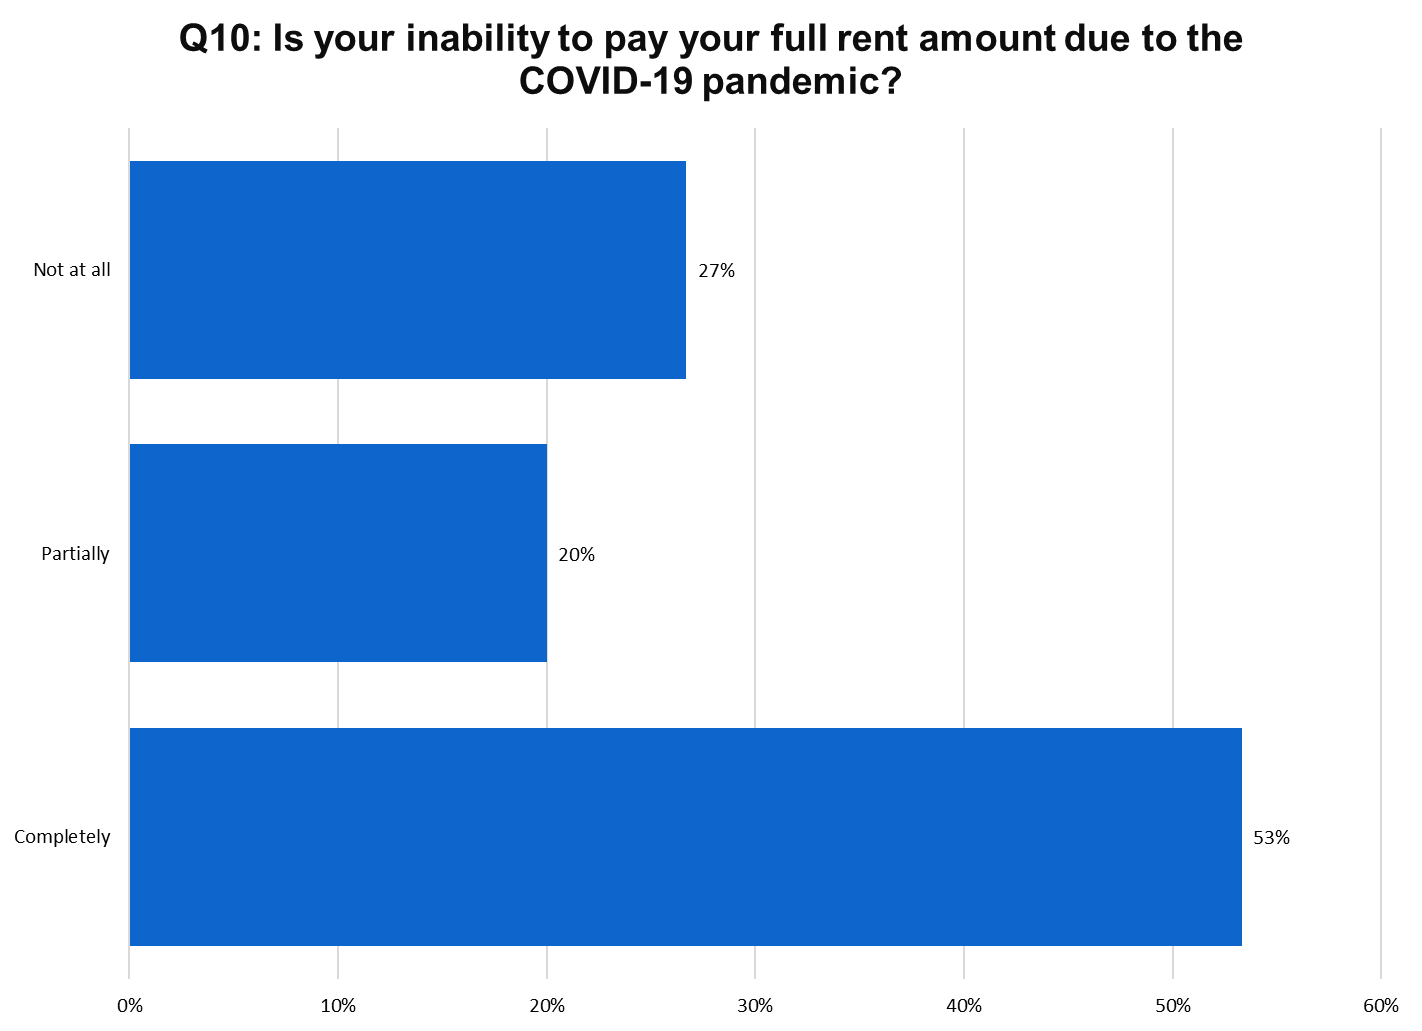 Q10: Is your inability to pay your full rent amount due to the
COVID-19 pandemic?
Not at all
27%
Partially
20%
Completely
53%
0%
10%
20%
30%
40%
50%
60%